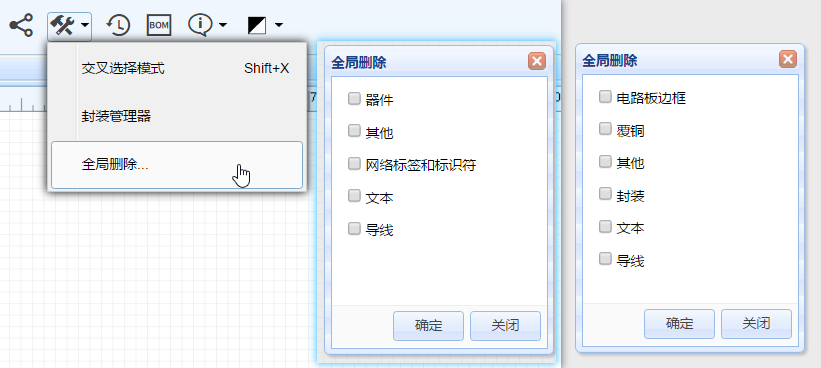 BOM
交叉选择模式 Shift+X
封装管理器
全局删除...
全局删除
器件
其他
网络标签和标识符
文本
导线
确定 关闭
全局删除
电路板边框
覆铜
其他
封装
文本
导线
确定 关闭